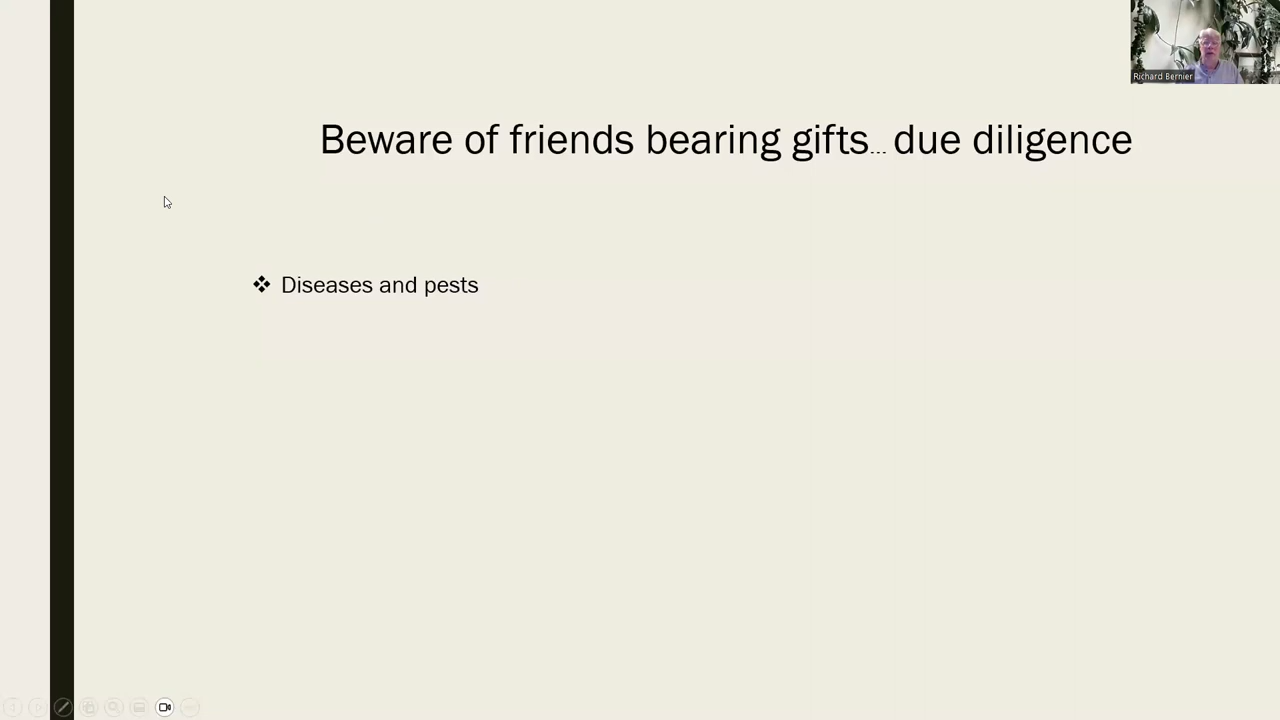 Richard Bernier
Beware of friends bearing gifts... due diligence
❖ Diseases and pests